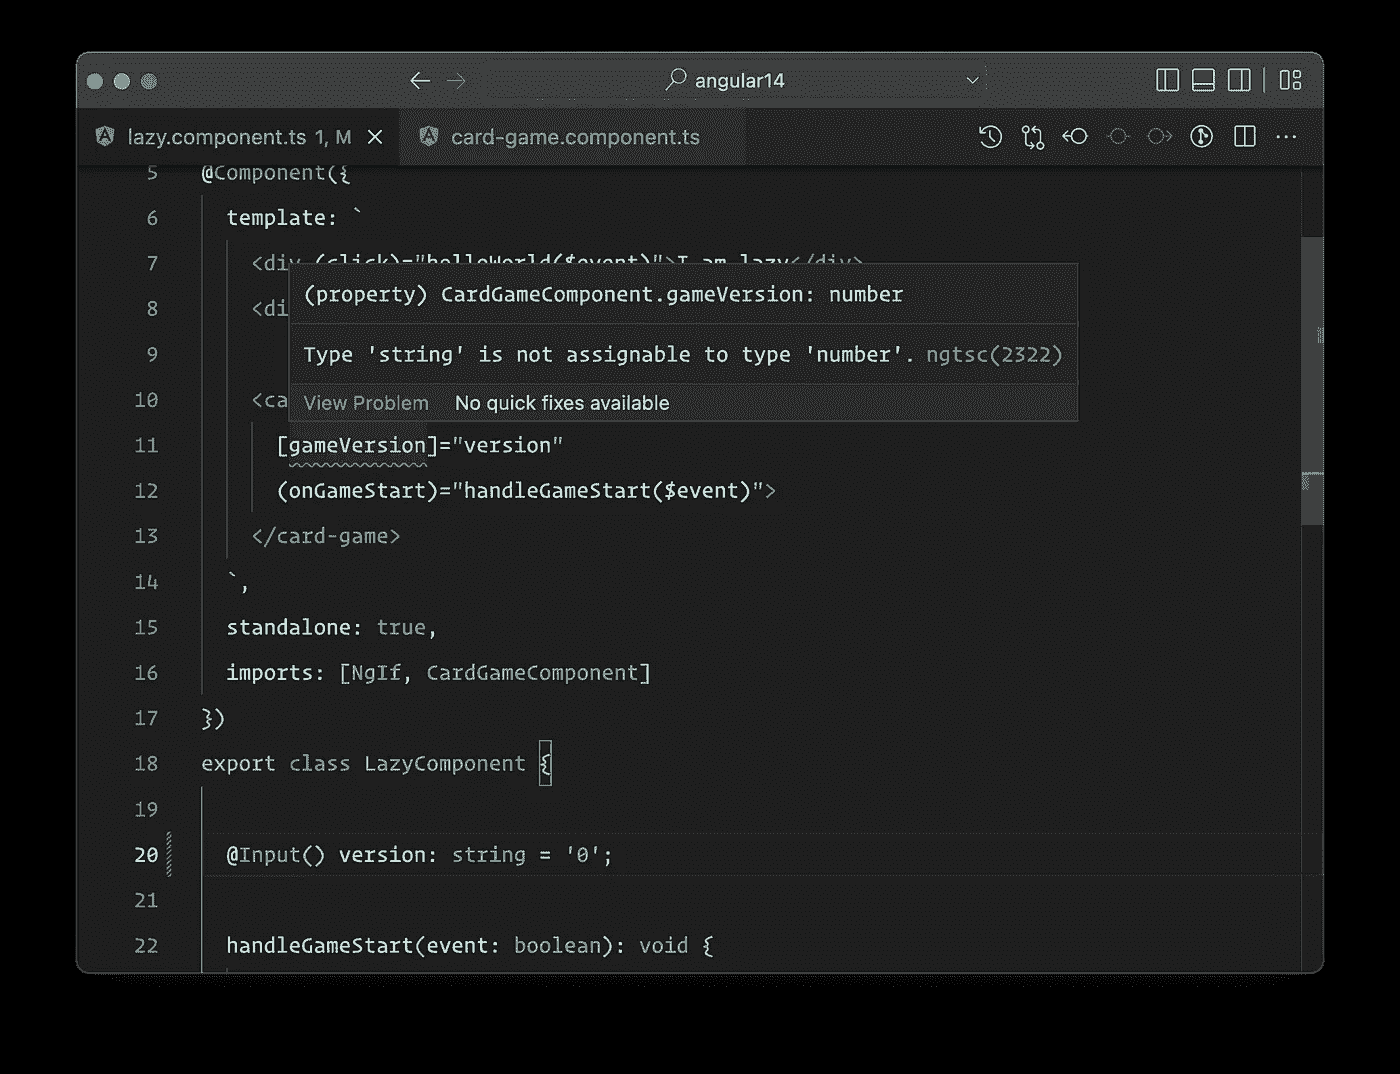 angular14
lazy.component.ts 1, M
card-game.component.ts
5 @Component({
6 template: `
7 <div (click)="helloWorld($event)">I am lazy</div>
8 <di
(property) CardGameComponent.gameVersion: number
9
Type 'string' is not assignable to type 'number'. ngtsc(2322)
10 <ca
View Problem No quick fixes available
11 [gameVersion]="version"
12 (onGameStart)="handleGameStart($event)">
13 </card-game>
14 `,
15 standalone: true,
16 imports: [NgIf, CardGameComponent]
17 })
18 export class LazyComponent {
19
20 @Input() version: string = '0';
21
22 handleGameStart(event: boolean): void {